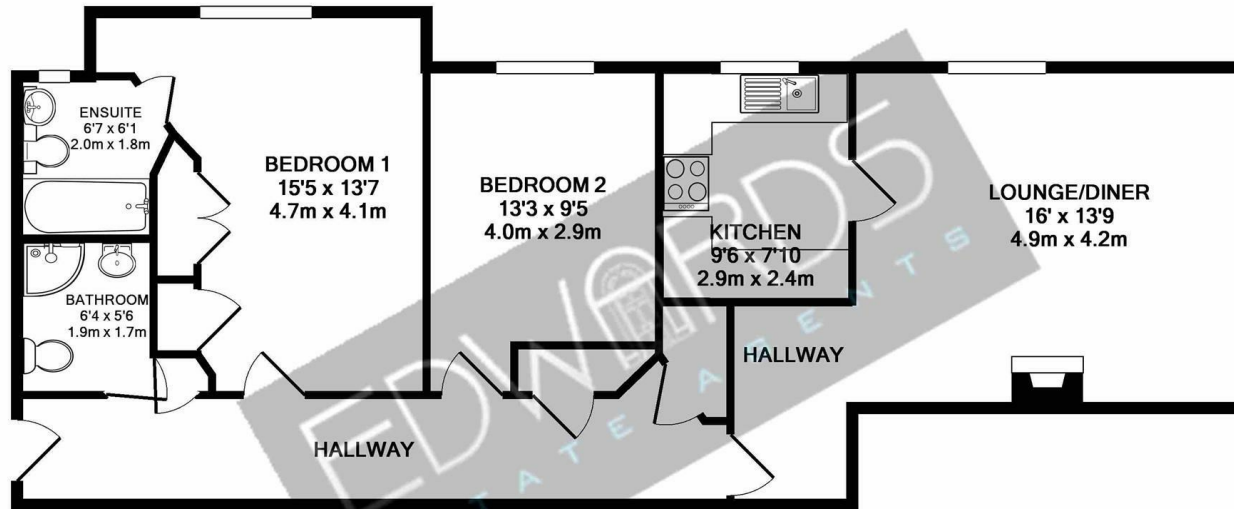 ENSUITE
6'7 x 6'1
2.0m x 1.8m
BEDROOM 1
15'5 x 13'7
4.7m x 4.1m
BEDROOM 2
13'3 x 9'5
4.0m x 2.9m
KITCHEN
9'6 x 7'10
2.9m x 2.4m
LOUNGE/DINER
16' x 13'9
4.9m x 4.2m
BATHROOM
6'4 x 5'6
1.9m x 1.7m
HALLWAY
HALLWAY
EDWARDS
ESTATE AGENTS